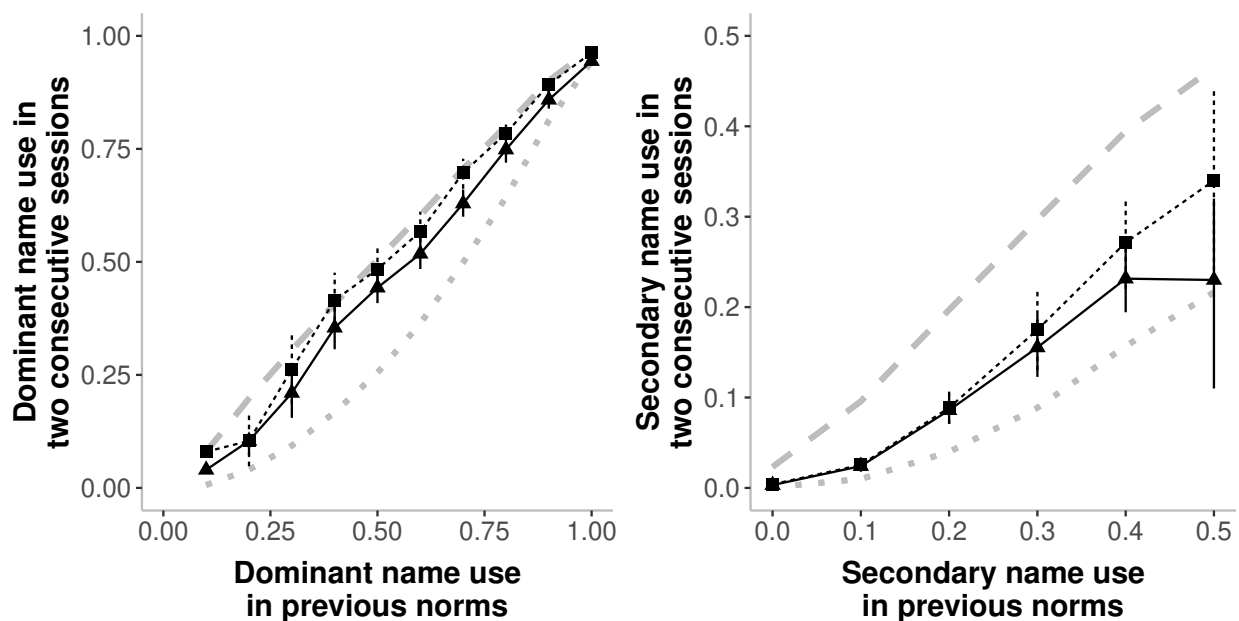 Dominant name use in
two consecutive sessions
1.00
0.75
0.50
0.25
0.00
0.00 0.25 0.50 0.75 1.00
Dominant name use
in previous norms
Secondary name use in
two consecutive sessions
0.5
0.4
0.3
0.2
0.1
0.0
0.0 0.1 0.2 0.3 0.4 0.5
Secondary name use
in previous norms